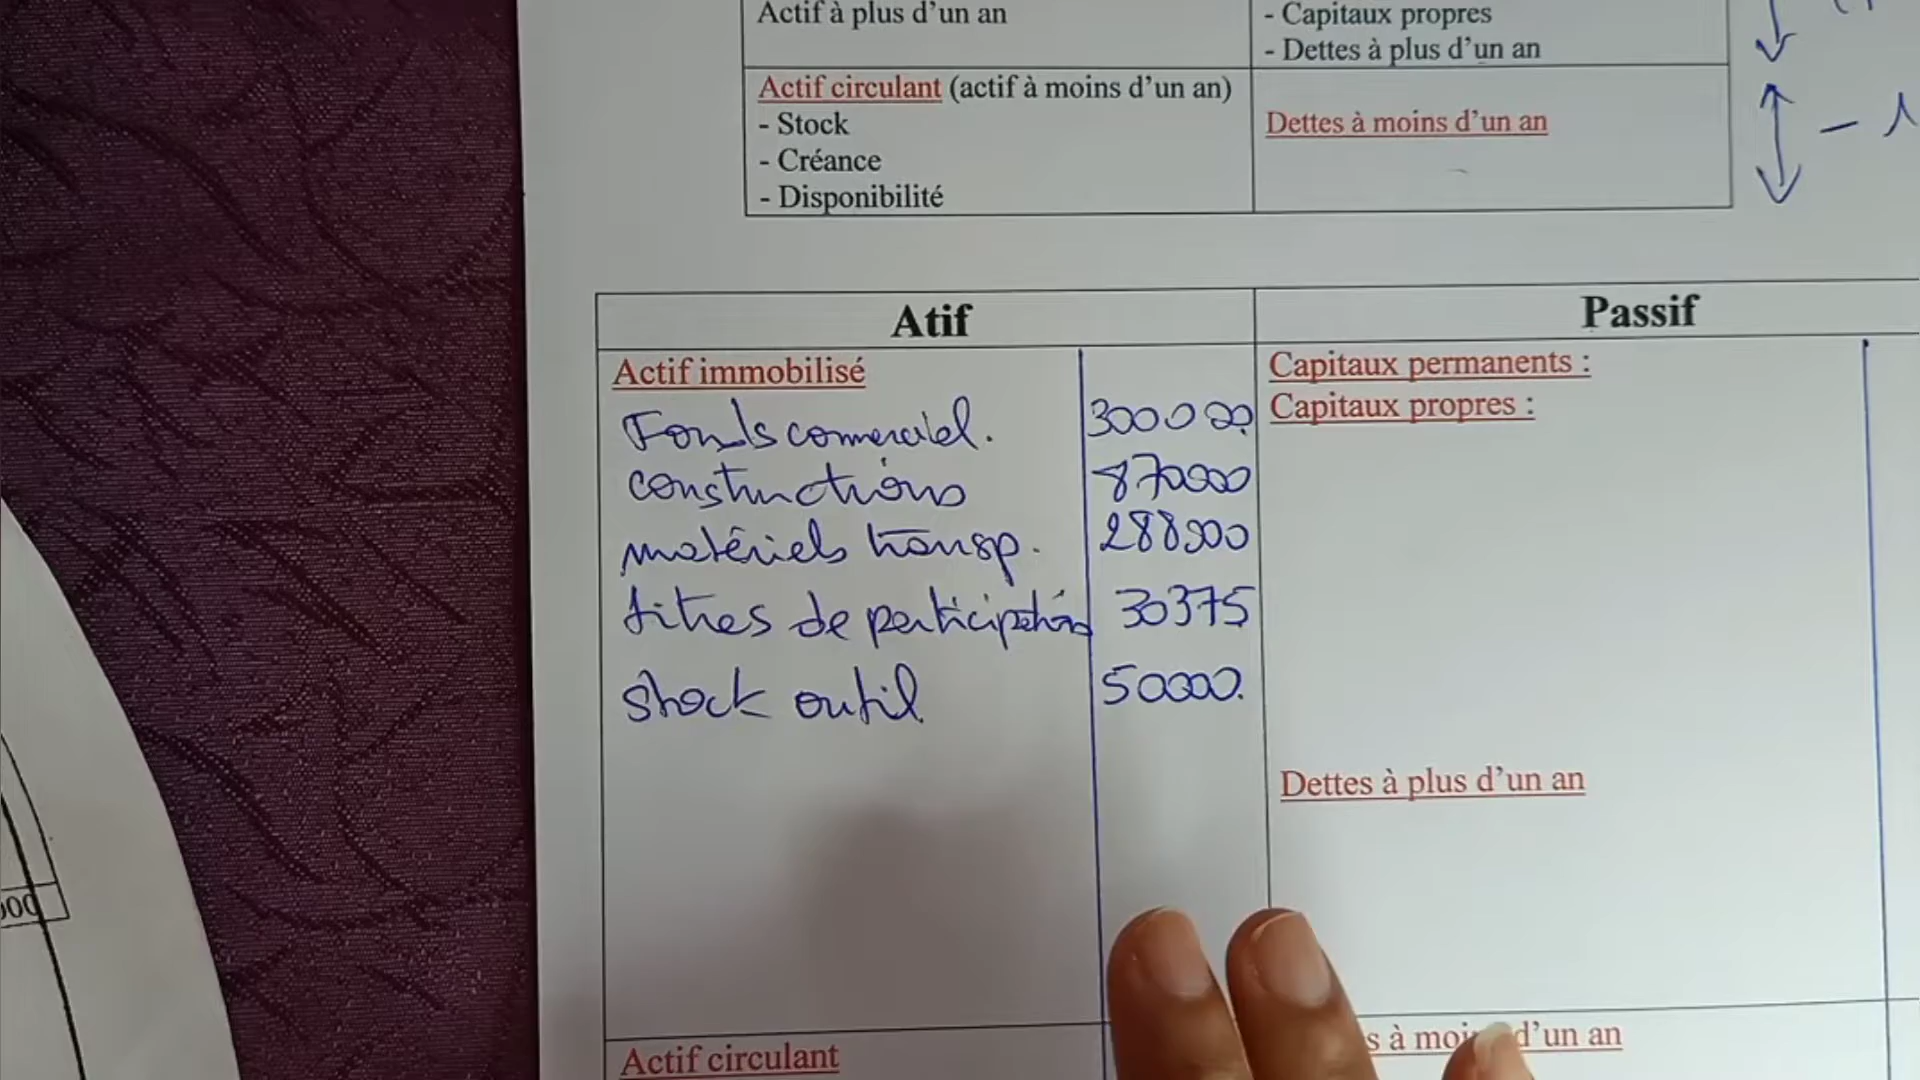 Actif à plus d'un an
- Capitaux propres
- Dettes à plus d'un an
Actif circulant (actif à moins d'un an)
- Stock
- Créance
- Disponibilité
Dettes à moins d'un an
Atif
Passif
Actif immobilisé
Fonds commercial. 300000
constructions 870000
matériels transp. 288000
titres de participation 30375
stock outil 50000.
Capitaux permanents :
Capitaux propres :
Dettes à plus d'un an
Actif circulant
d'un an